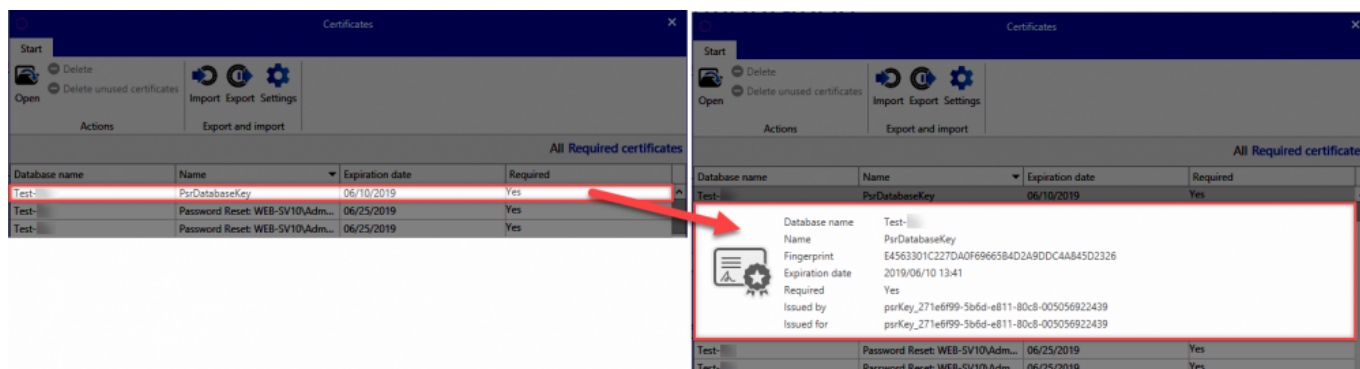 Certificates
Start
Delete
Delete unused certificates
Open
Import Export Settings
Actions
Export and import
All Required certificates
Database name Name Expiration date Required
Test- PsrDatabaseKey 06/10/2019 Yes
Test- Password Reset: WEB-SV10\Adm... 06/25/2019 Yes
Test- Password Reset: WEB-SV10\Adm... 06/25/2019 Yes
Certificates
Start
Delete
Delete unused certificates
Open
Import Export Settings
Actions
Export and import
All Required certificate
Database name Name Expiration date Required
Test- PsrDatabaseKey 06/10/2019 Yes
Database name Test-
Name PsrDatabaseKey
Fingerprint E4563301C227DA0F6966584D2A9DDC4A845D2326
Expiration date 2019/06/10 13:41
Required Yes
Issued by psrKey_271e6f99-5b6d-e811-80c8-005056922439
Issued for psrKey_271e6f99-5b6d-e811-80c8-005056922439
Test- Password Reset: WEB-SV10\Adm... 06/25/2019 Yes
Test- Password Reset: WEB-SV10\Adm... 06/25/2019 Yes